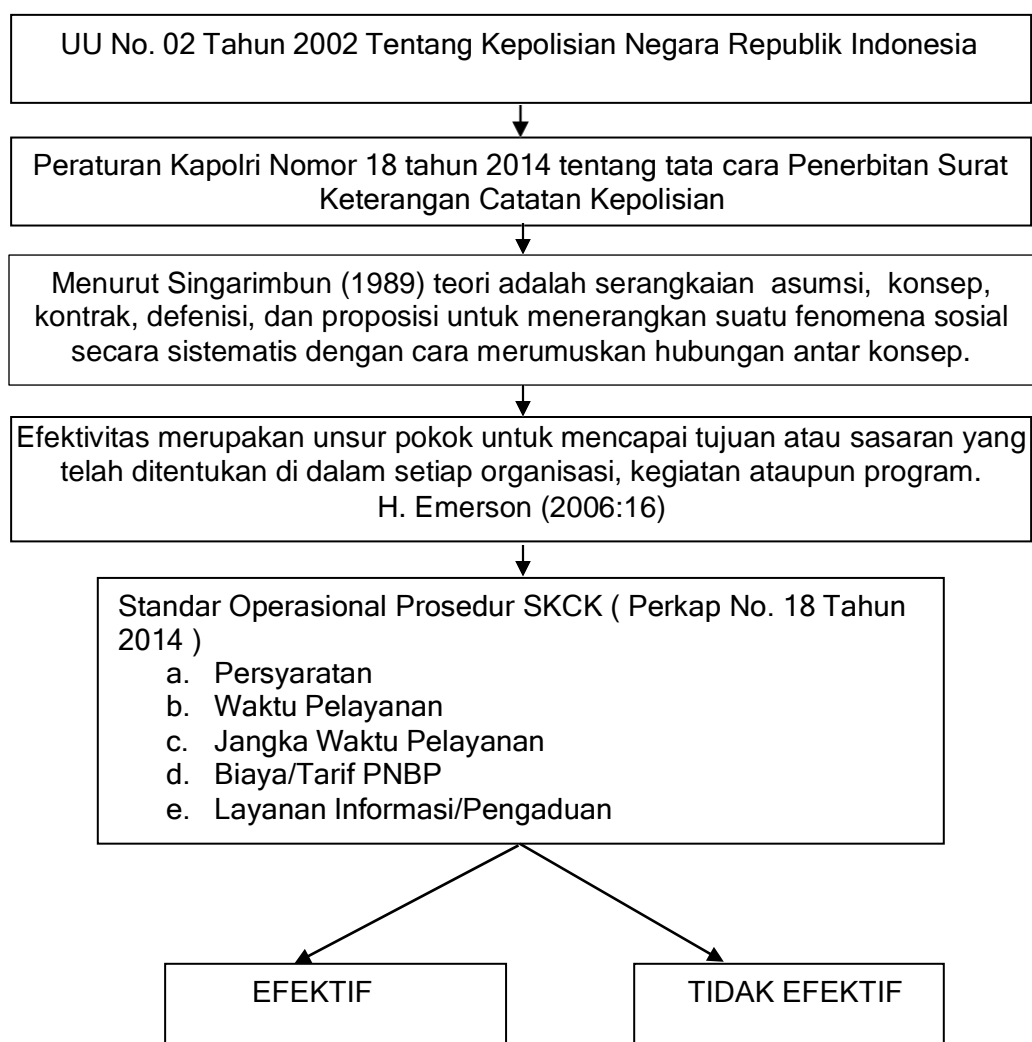 UU No. 02 Tahun 2002 Tentang Kepolisian Negara Republik Indonesia
Peraturan Kapolri Nomor 18 tahun 2014 tentang tata cara Penerbitan Surat
Keterangan Catatan Kepolisian
Menurut Singarimbun (1989) teori adalah serangkaian asumsi, konsep,
kontrak, defenisi, dan proposisi untuk menerangkan suatu fenomena sosial
secara sistematis dengan cara merumuskan hubungan antar konsep.
Efektivitas merupakan unsur pokok untuk mencapai tujuan atau sasaran yang
telah ditentukan di dalam setiap organisasi, kegiatan ataupun program.
H. Emerson (2006:16)
Standar Operasional Prosedur SKCK ( Perkap No. 18 Tahun
2014 )
a. Persyaratan
b. Waktu Pelayanan
c. Jangka Waktu Pelayanan
d. Biaya/Tarif PNBP
e. Layanan Informasi/Pengaduan
EFEKTIF
TIDAK EFEKTIF